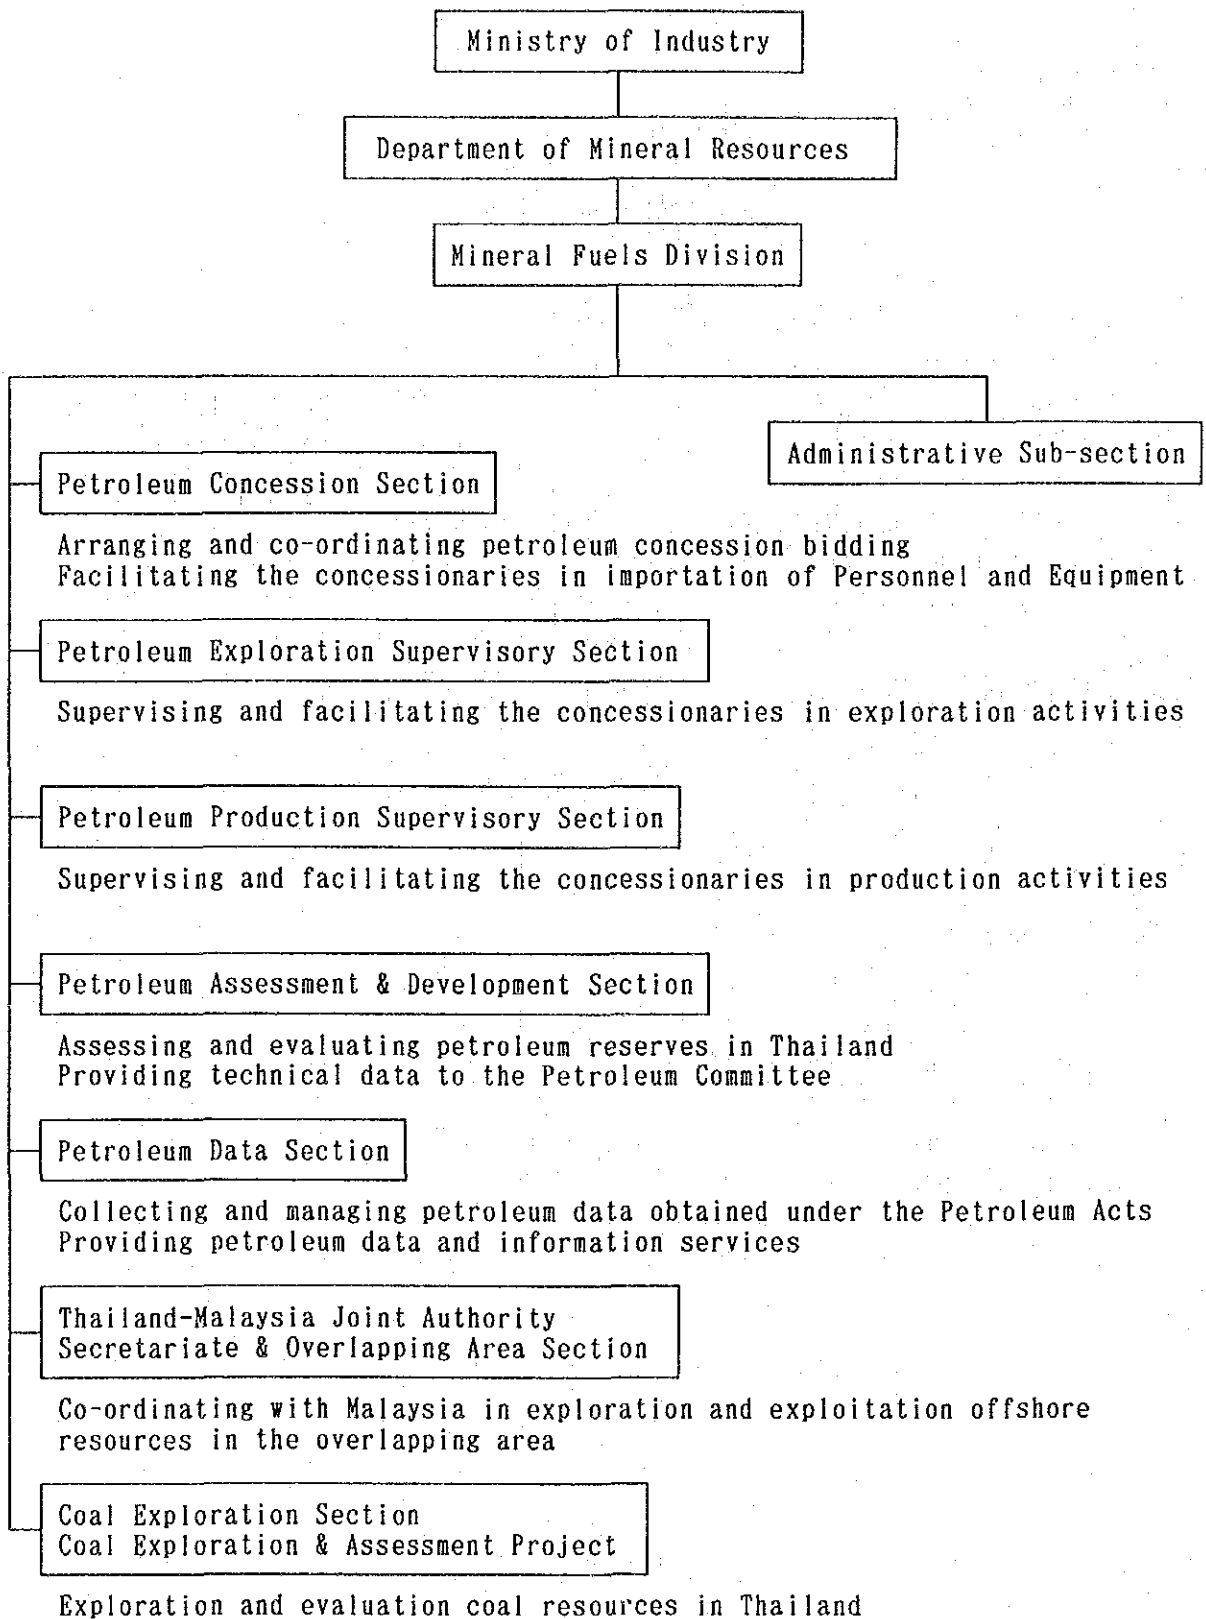 Ministry of Industry
Department of Mineral Resources
Mineral Fuels Division
Administrative Sub-section
Petroleum Concession Section
Arranging and co-ordinating petroleum concession bidding
Facilitating the concessionaries in importation of Personnel and Equipment
Petroleum Exploration Supervisory Section
Supervising and facilitating the concessionaries in exploration activities
Petroleum Production Supervisory Section
Supervising and facilitating the concessionaries in production activities
Petroleum Assessment & Development Section
Assessing and evaluating petroleum reserves in Thailand
Providing technical data to the Petroleum Committee
Petroleum Data Section
Collecting and managing petroleum data obtained under the Petroleum Acts
Providing petroleum data and information services
Thailand-Malaysia Joint Authority
Secretariate & Overlapping Area Section
Co-ordinating with Malaysia in exploration and exploitation offshore
resources in the overlapping area
Coal Exploration Section
Coal Exploration & Assessment Project
Exploration and evaluation coal resources in Thailand